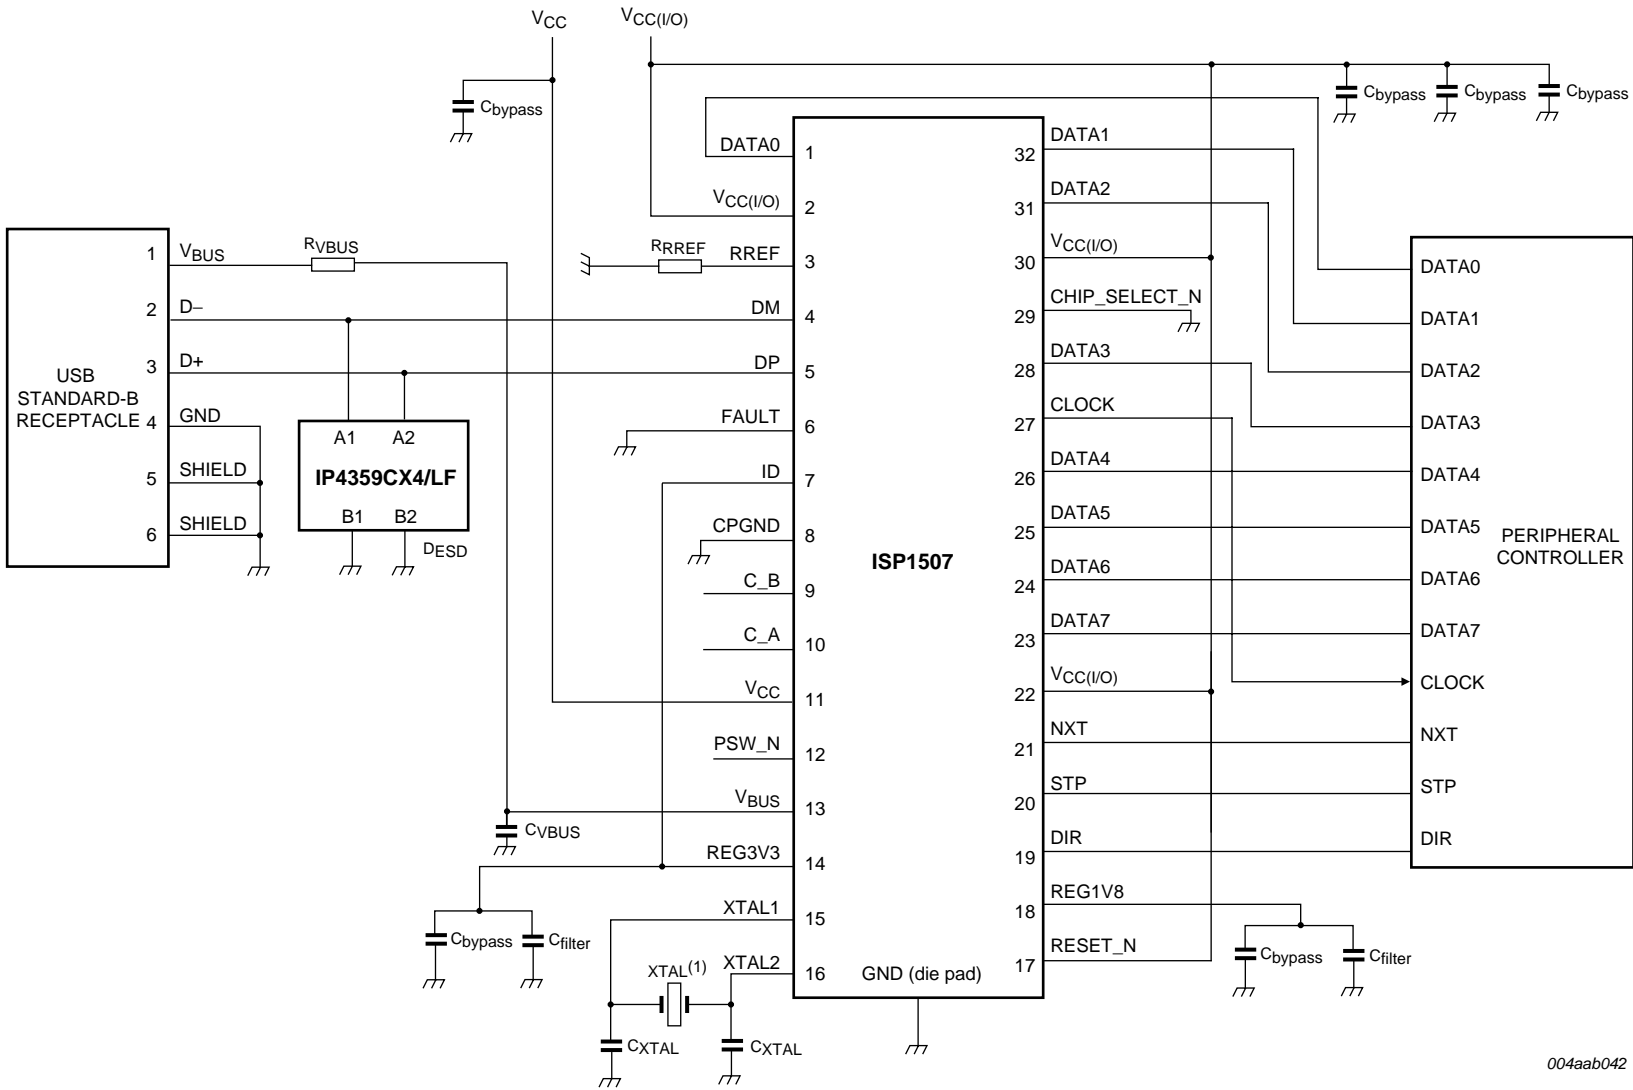 VCC
VCC(I/O)
Cbypass
Cbypass
Cbypass
Cbypass
USB
STANDARD-B
RECEPTACLE
1
VBUS
2
D–
3
D+
4
GND
5
SHIELD
6
SHIELD
RVBUS
A1
A2
IP4359CX4/LF
B1
B2
DESD
RRREF
CVBUS
Cbypass
Cfilter
XTAL(1)
CXTAL
CXTAL
DATA0
1
VCC(I/O)
2
RREF
3
DM
4
DP
5
FAULT
6
ID
7
CPGND
8
C_B
9
C_A
10
VCC
11
PSW_N
12
VBUS
13
REG3V3
14
XTAL1
15
XTAL2
16
ISP1507
GND (die pad)
32
DATA1
31
DATA2
30
VCC(I/O)
29
CHIP_SELECT_N
28
DATA3
27
CLOCK
26
DATA4
25
DATA5
24
DATA6
23
DATA7
22
VCC(I/O)
21
NXT
20
STP
19
DIR
18
REG1V8
17
RESET_N
Cbypass
Cfilter
DATA0
DATA1
DATA2
DATA3
DATA4
DATA5
DATA6
DATA7
CLOCK
NXT
STP
DIR
PERIPHERAL
CONTROLLER
004aab042